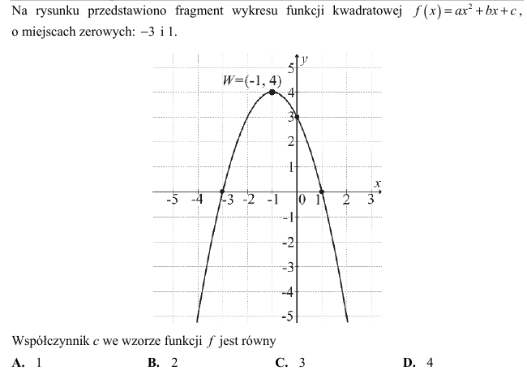 Na rysunku przedstawiono fragment wykresu funkcji kwadratowej f(x) = ax² + bx + c,
o miejscach zerowych: −3 i 1.
y
5
W=(-1, 4)
4
3
2
1
x
-5 -4 -3 -2 -1 0 1 2 3
-1
-2
-3
-4
-5
Współczynnik c we wzorze funkcji f jest równy
A. 1 B. 2 C. 3 D. 4